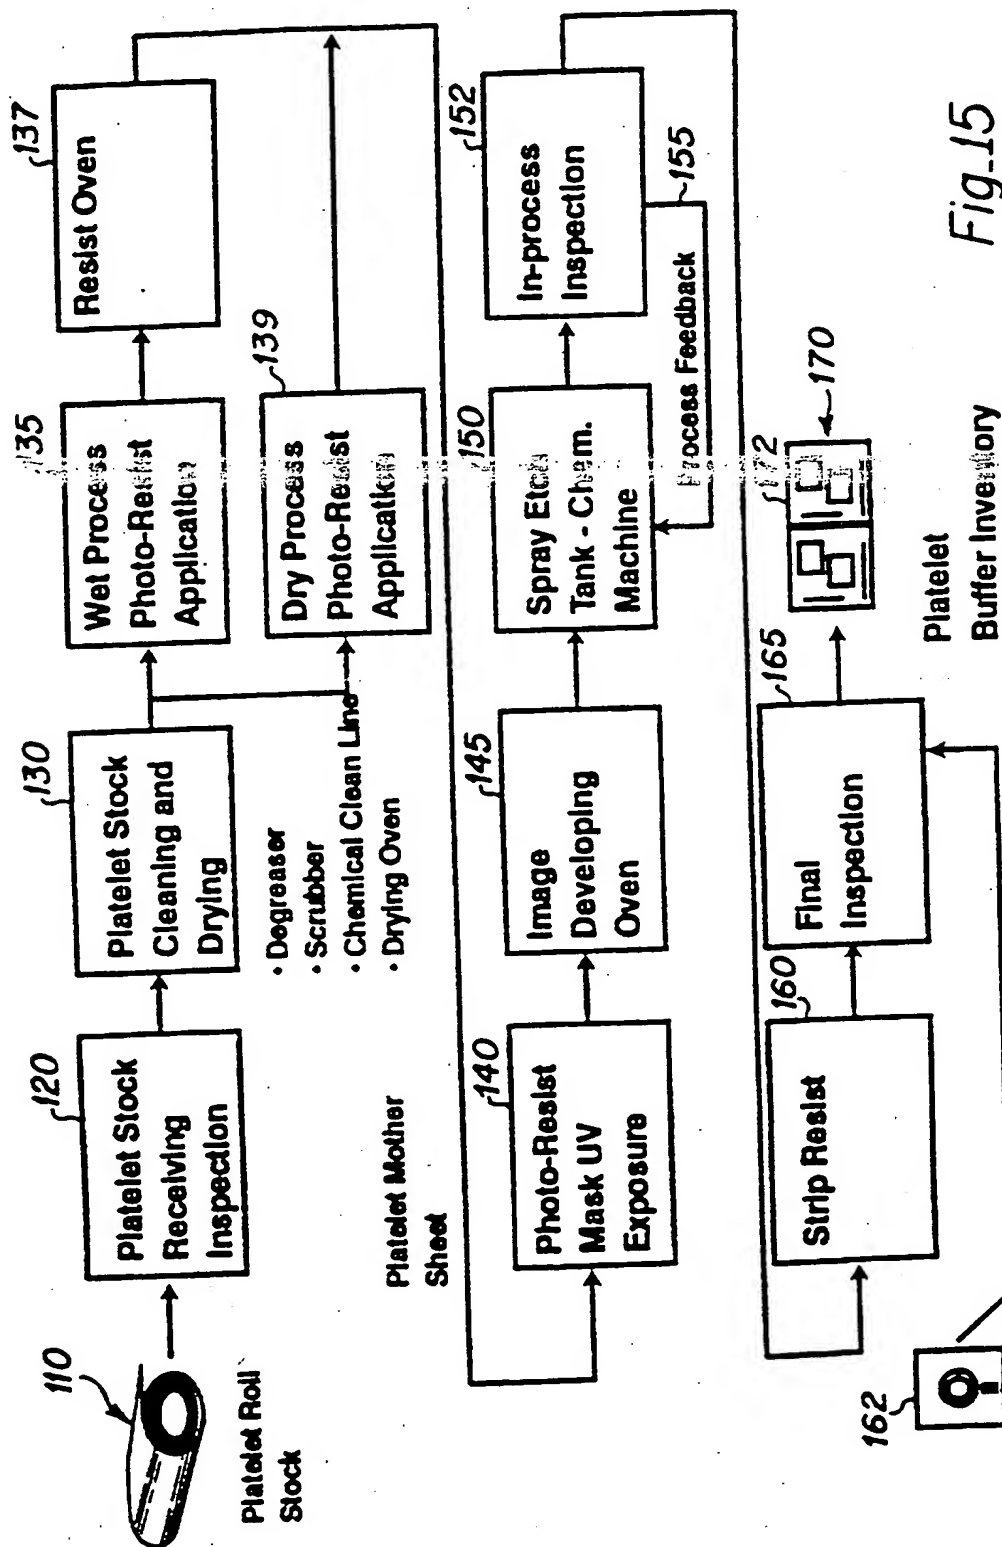 110
Platelet Roll
Stock
120
Platelet Stock
Receiving
Inspection
130
Platelet Stock
Cleaning and
Drying
• Degreaser
• Scrubber
• Chemical Clean Line
• Drying Oven
135
Wet Process
Photo-Resist
Application
137
Resist Oven
139
Dry Process
Photo-Resist
Application
Platelet Mother
Sheet
140
Photo-Resist
Mask UV
Exposure
145
Image
Developing
Oven
150
Spray Etch
Tank - Chem.
Machine
152
In-process
Inspection
155
Process Feedback
160
Strip Resist
162
165
Final
Inspection
172
170
Platelet
Buffer Inventory
Fig_15